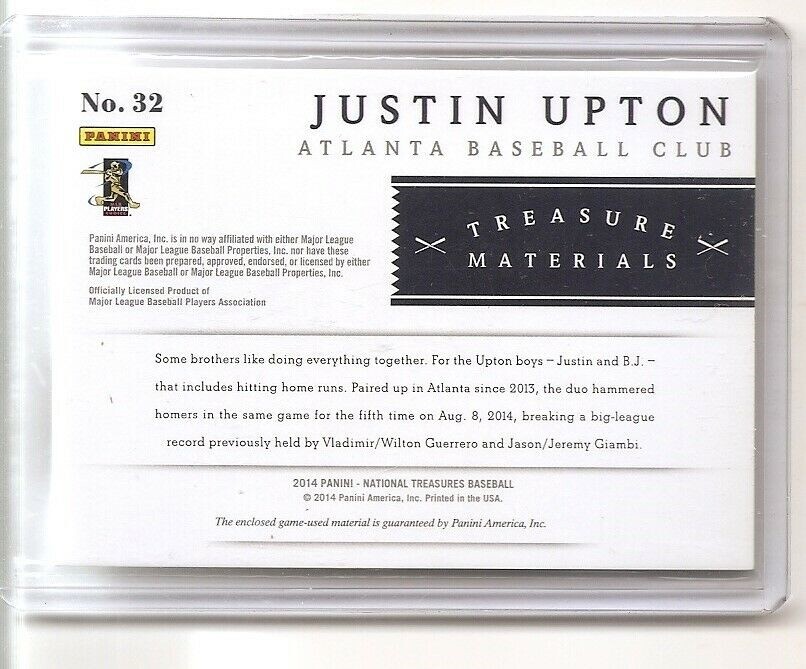 No. 32
PANINI
MLB PLAYERS CHOICE
JUSTIN UPTON
ATLANTA BASEBALL CLUB
TREASURE
MATERIALS
Panini America, Inc. is in no way affiliated with either Major League
Baseball or Major League Baseball Properties, Inc. nor have these
trading cards been prepared, approved, endorsed, or licensed by either
Major League Baseball or Major League Baseball Properties, Inc.
Officially Licensed Product of
Major League Baseball Players Association
Some brothers like doing everything together. For the Upton boys – Justin and B.J. –
that includes hitting home runs. Paired up in Atlanta since 2013, the duo hammered
homers in the same game for the fifth time on Aug. 8, 2014, breaking a big-league
record previously held by Vladimir/Wilton Guerrero and Jason/Jeremy Giambi.
2014 PANINI - NATIONAL TREASURES BASEBALL
© 2014 Panini America, Inc. Printed in the USA.
The enclosed game-used material is guaranteed by Panini America, Inc.